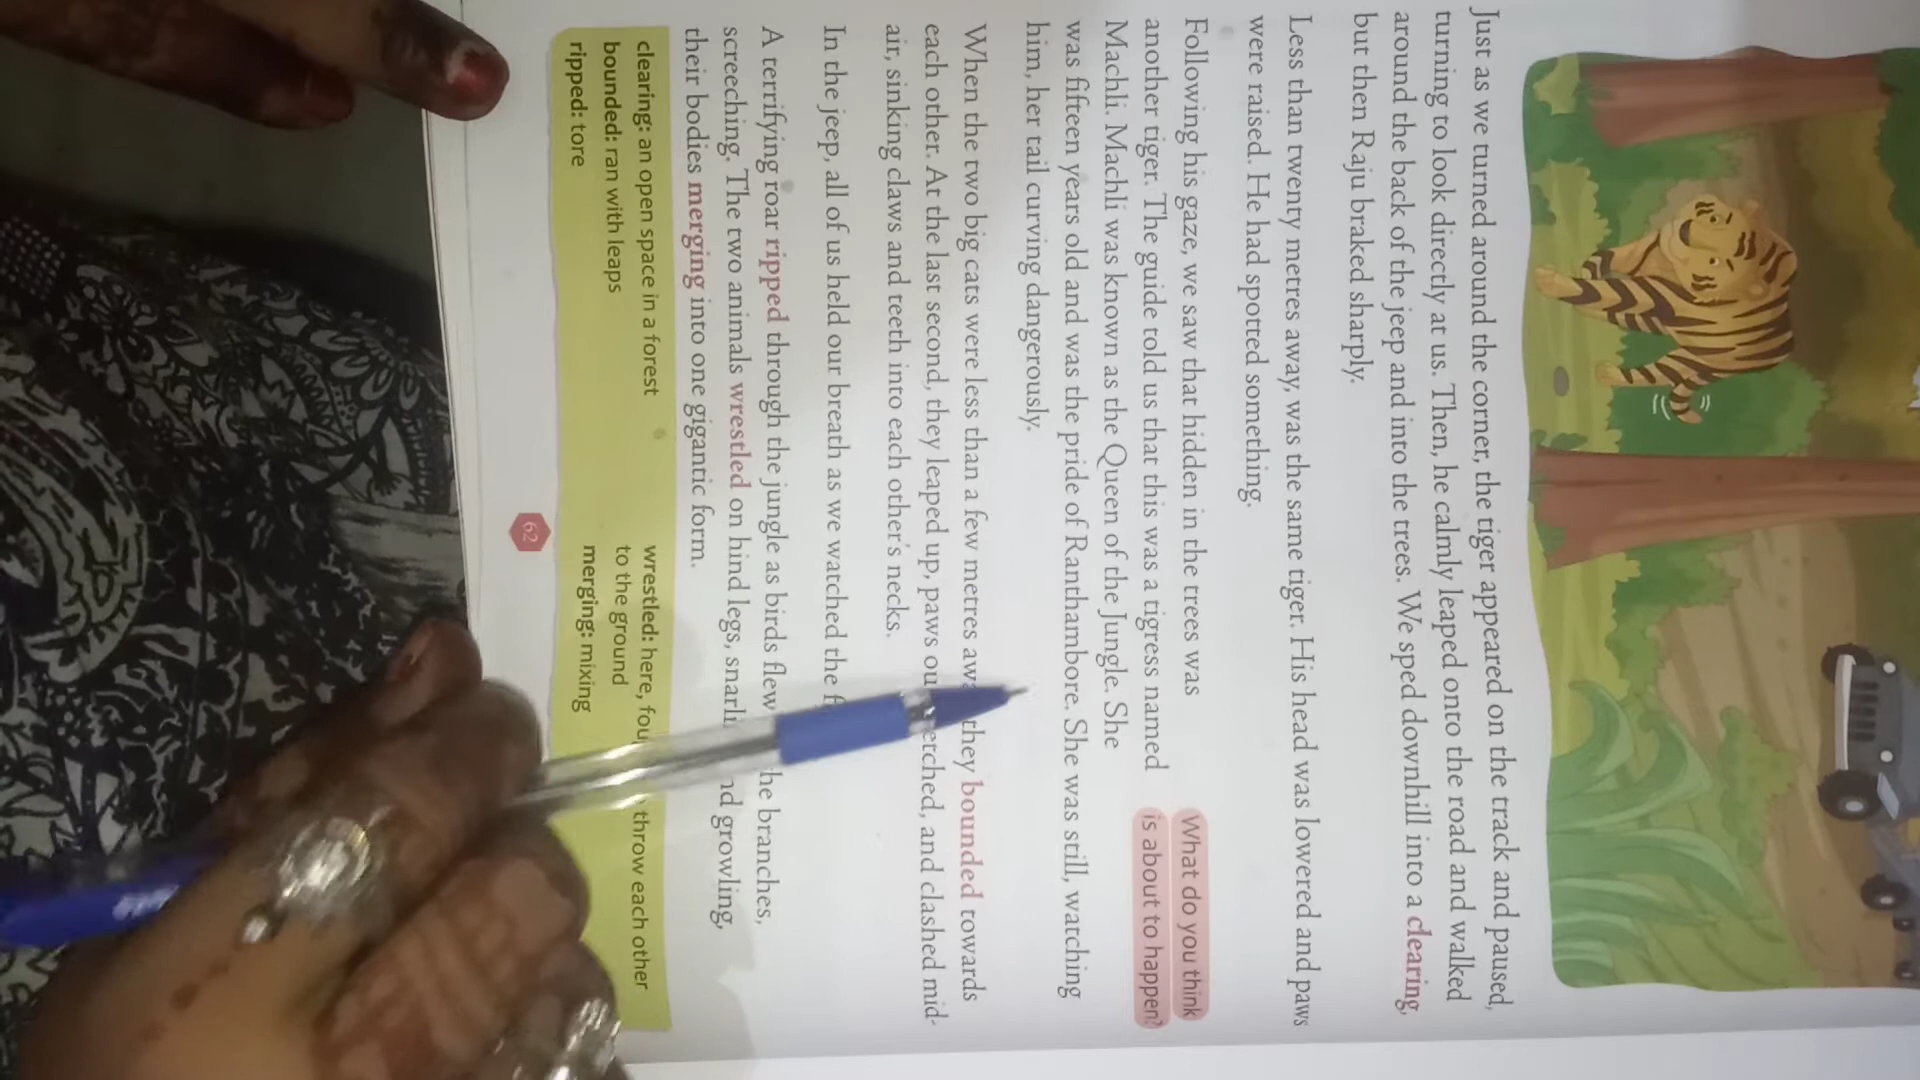 Just as we turned around the corner, the tiger appeared on the track and paused,
turning to look directly at us. Then, he calmly leaped onto the road and walked
around the back of the jeep and into the trees. We sped downhill into a clearing,
but then Raju braked sharply.
Less than twenty metres away, was the same tiger. His head was lowered and paws
were raised. He had spotted something.
Following his gaze, we saw that hidden in the trees was
another tiger. The guide told us that this was a tigress named
Machli. Machli was known as the Queen of the Jungle. She
was fifteen years old and was the pride of Ranthambore. She was still, watching
him, her tail curving dangerously.
What do you think
is about to happen?
When the two big cats were less than a few metres they bounded towards
each other. At the last second, they leaped up, paws and clashed mid-
air, sinking claws and teeth into each other's necks.
In the jeep, all of us held our breath as we watched the
A terrifying roar ripped through the jungle as birds flew the branches,
screeching. The two animals wrestled on hind legs, growling,
their bodies merging into one gigantic form.
clearing: an open space in a forest
bounded: ran with leaps
ripped: tore
wrestled: here, throw each other
to the ground
merging: mixing
62